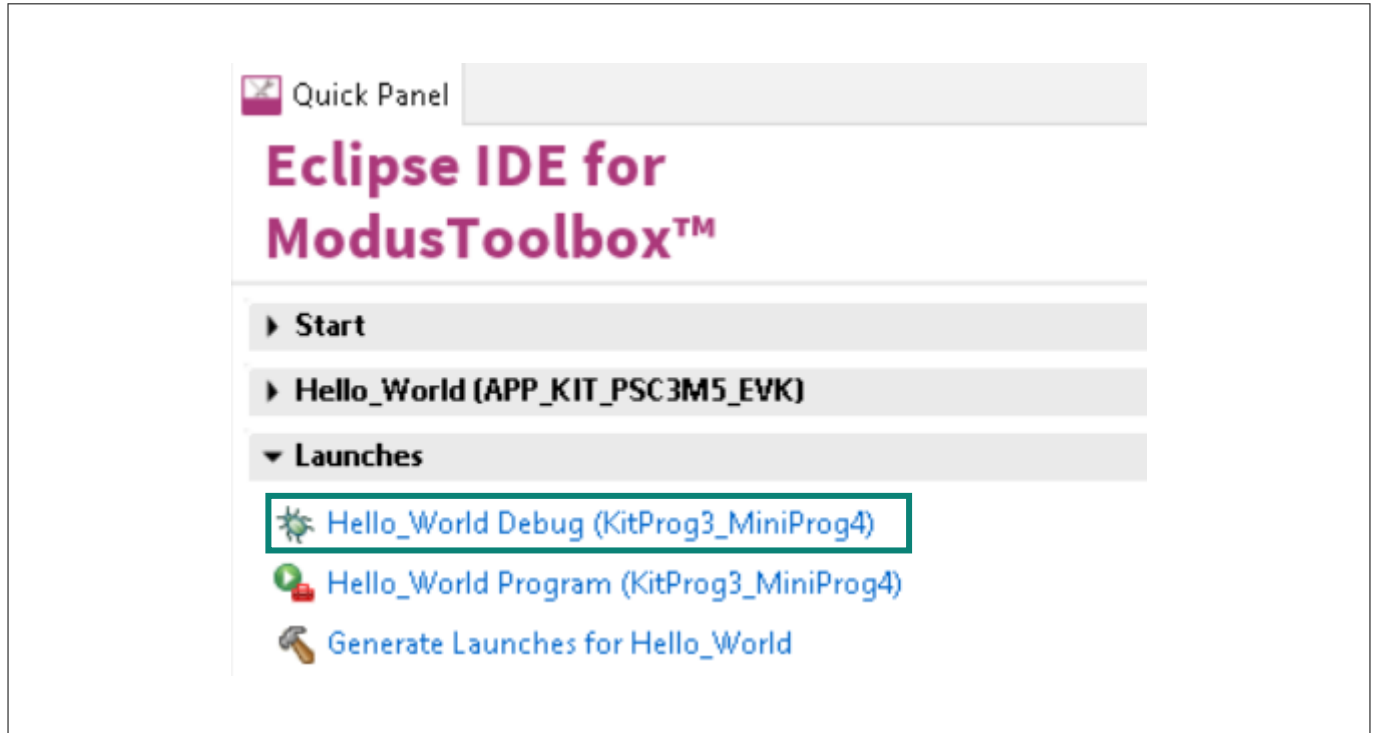 Quick Panel
Eclipse IDE for
ModusToolbox™
Start
Hello_World (APP_KIT_PSC3M5_EVK)
Launches
Hello_World Debug (KitProg3_MiniProg4)
Hello_World Program (KitProg3_MiniProg4)
Generate Launches for Hello_World